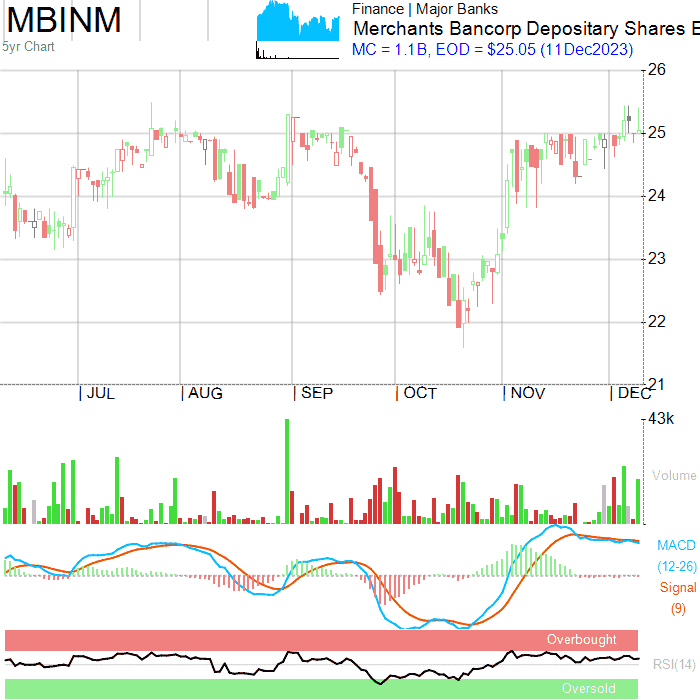 MBINM
5yr Chart
Finance | Major Banks
Merchants Bancorp Depositary Shares E
MC = 1.1B, EOD = $25.05 (11Dec2023)
26
25
24
23
22
21
JUL AUG SEP OCT NOV DEC
43k
Volume
MACD
(12-26)
Signal
(9)
Overbought
RSI(14)
Oversold